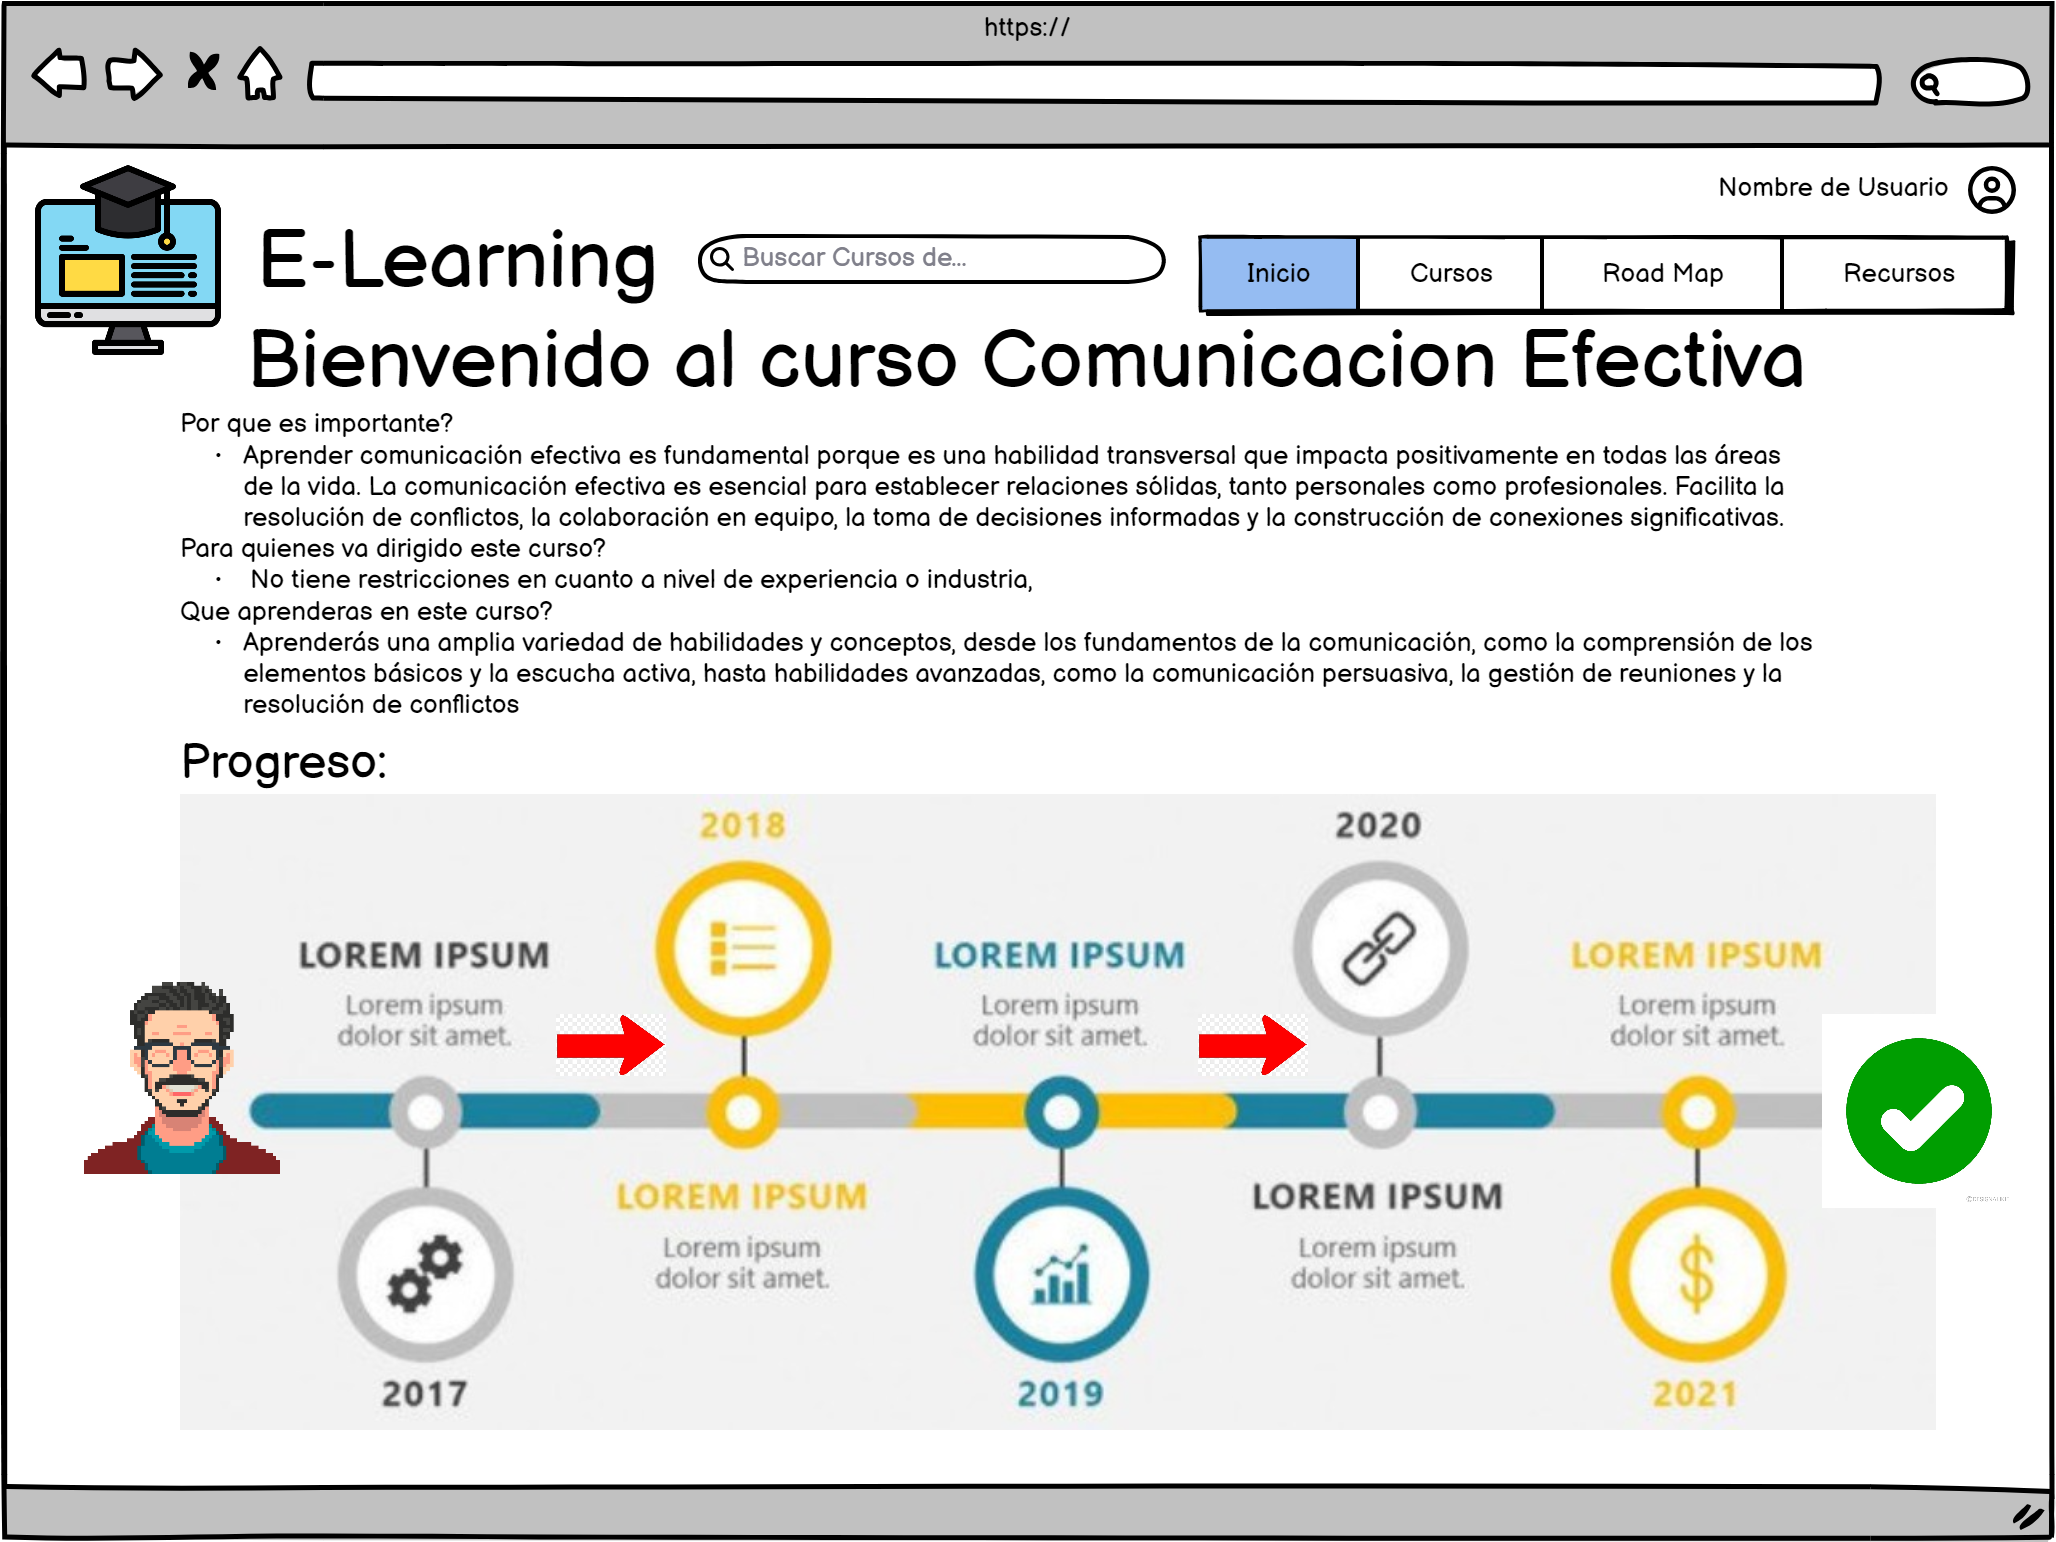 https://
Nombre de Usuario
E-Learning
Buscar Cursos de...
Inicio
Cursos
Road Map
Recursos
Bienvenido al curso Comunicacion Efectiva
Por que es importante?
• Aprender comunicación efectiva es fundamental porque es una habilidad transversal que impacta positivamente en todas las áreas
de la vida. La comunicación efectiva es esencial para establecer relaciones sólidas, tanto personales como profesionales. Facilita la
resolución de conflictos, la colaboración en equipo, la toma de decisiones informadas y la construcción de conexiones significativas.
Para quienes va dirigido este curso?
• No tiene restricciones en cuanto a nivel de experiencia o industria,
Que aprenderas en este curso?
• Aprenderás una amplia variedad de habilidades y conceptos, desde los fundamentos de la comunicación, como la comprensión de los
elementos básicos y la escucha activa, hasta habilidades avanzadas, como la comunicación persuasiva, la gestión de reuniones y la
resolución de conflictos
Progreso:
LOREM IPSUM
Lorem ipsum
dolor sit amet.
2017
2018
LOREM IPSUM
Lorem ipsum
dolor sit amet.
LOREM IPSUM
Lorem ipsum
dolor sit amet.
2019
2020
LOREM IPSUM
Lorem ipsum
dolor sit amet.
LOREM IPSUM
Lorem ipsum
dolor sit amet.
2021